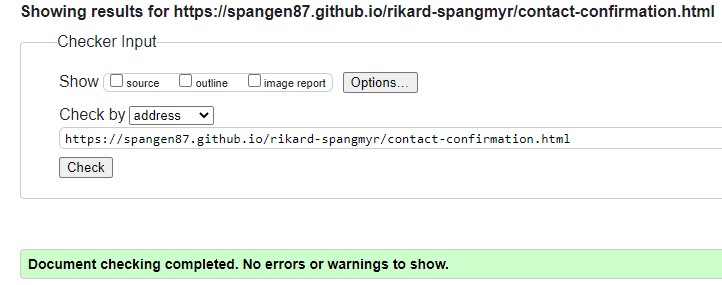 Showing results for https://spangen87.github.io/rikard-spangmyr/contact-confirmation.html
Checker Input
Show source outline image report Options...
Check by address
https://spangen87.github.io/rikard-spangmyr/contact-confirmation.html
Check
Document checking completed. No errors or warnings to show.